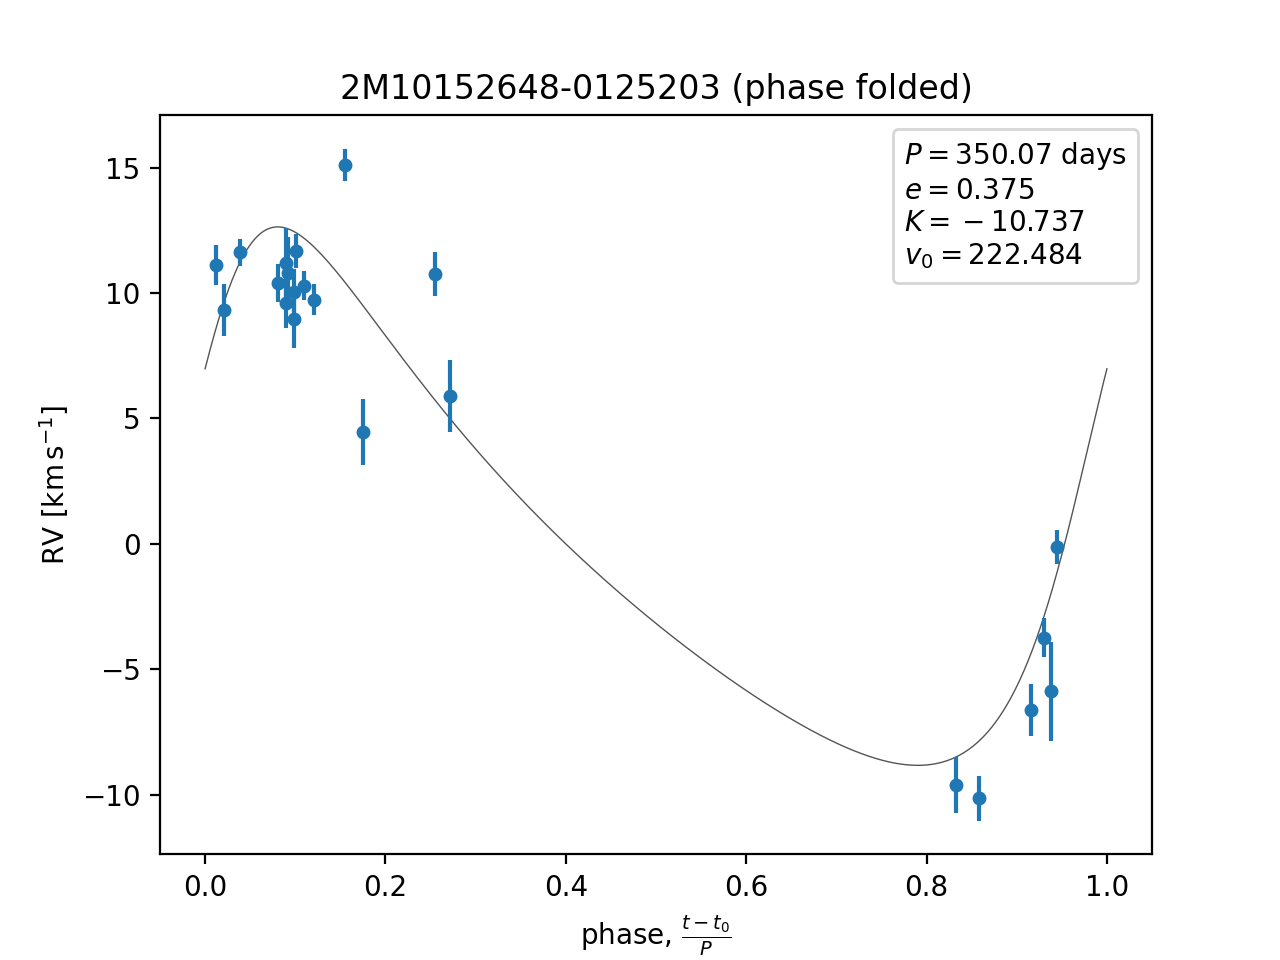 2M10152648-0125203 (phase folded)
P = 350.07 days
e = 0.375
K = −10.737
v₀ = 222.484
15
10
5
0
−5
−10
RV [km s⁻¹]
0.0 0.2 0.4 0.6 0.8 1.0
phase, (t − t₀)/P